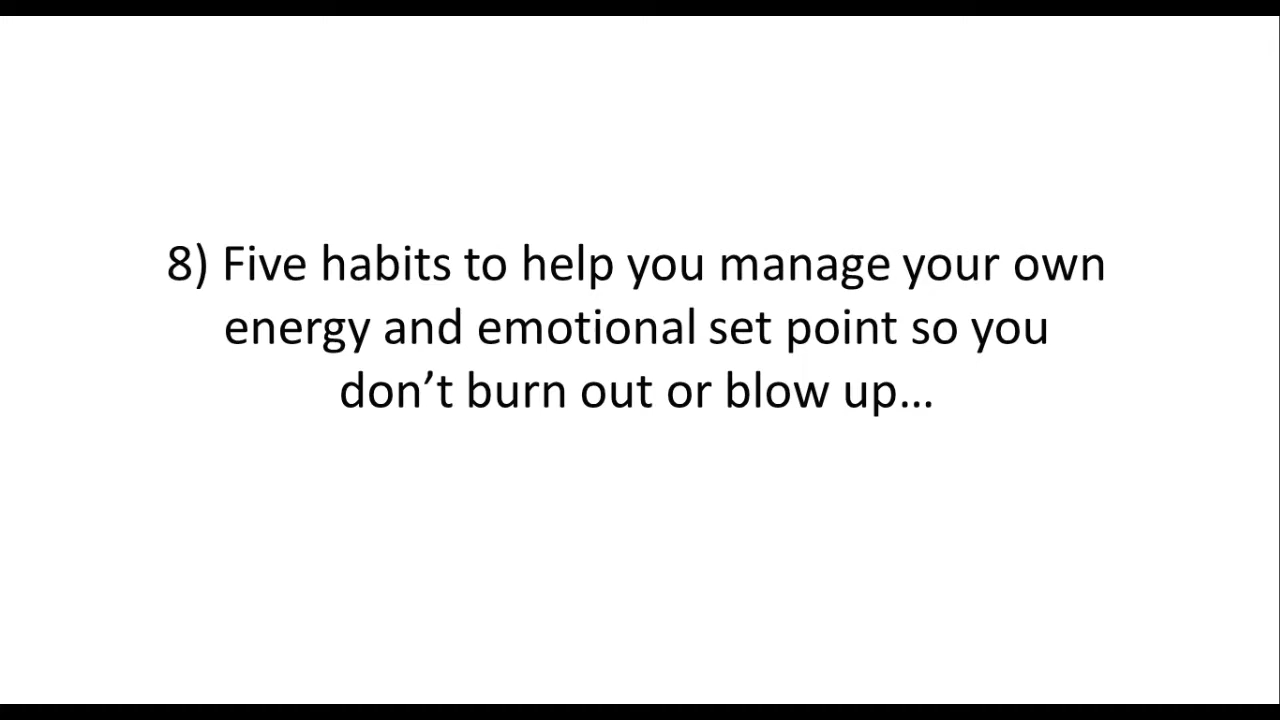 8) Five habits to help you manage your own
energy and emotional set point so you
don’t burn out or blow up…